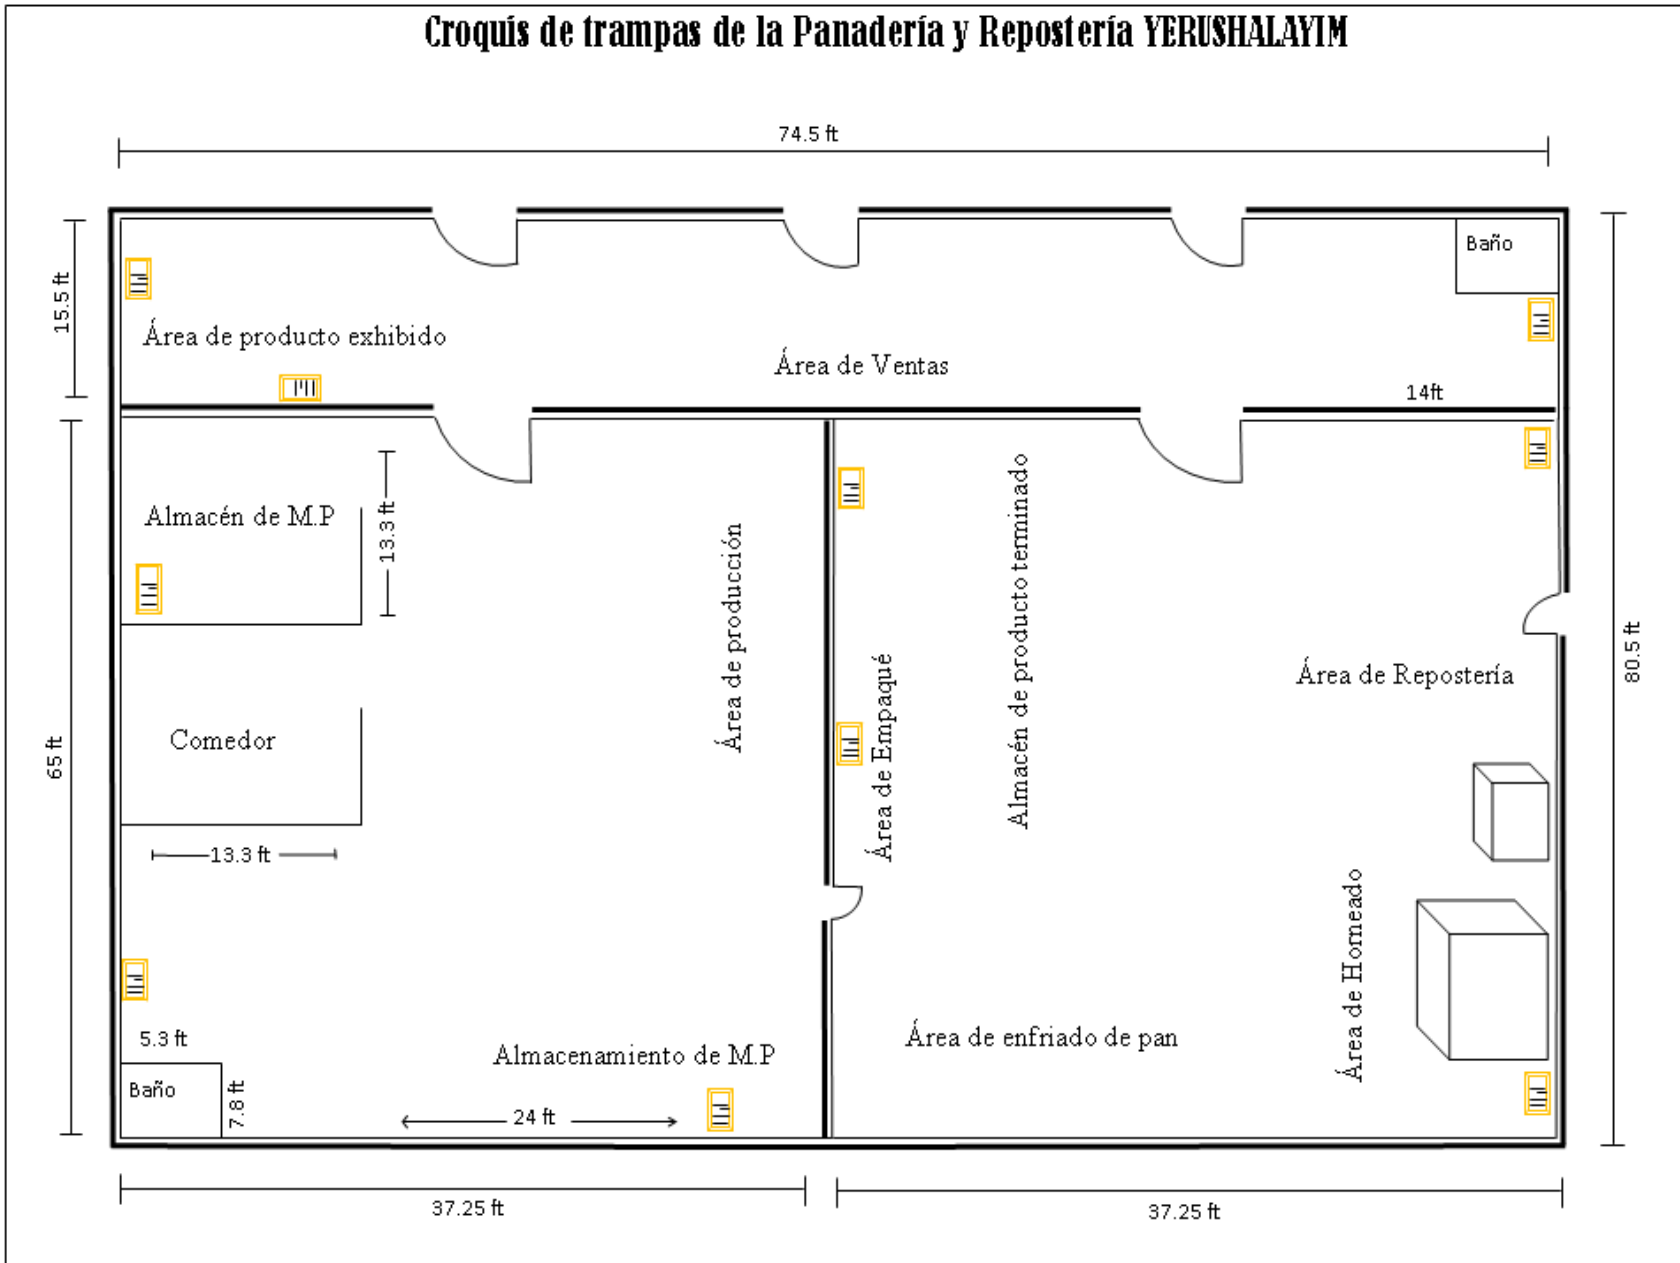 Croquis de trampas de la Panadería y Repostería YERUSHALAYIM
74.5 ft
15.5 ft
Baño
Área de producto exhibido
Área de Ventas
14ft
Almacén de M.P
13.3 ft
Área de producción
Almacén de producto terminado
Área de Repostería
80.5 ft
65 ft
Comedor
Área de Empaqué
13.3 ft
Área de Horneado
5.3 ft
Baño
7.8 ft
Almacenamiento de M.P
24 ft
Área de enfriado de pan
37.25 ft
37.25 ft